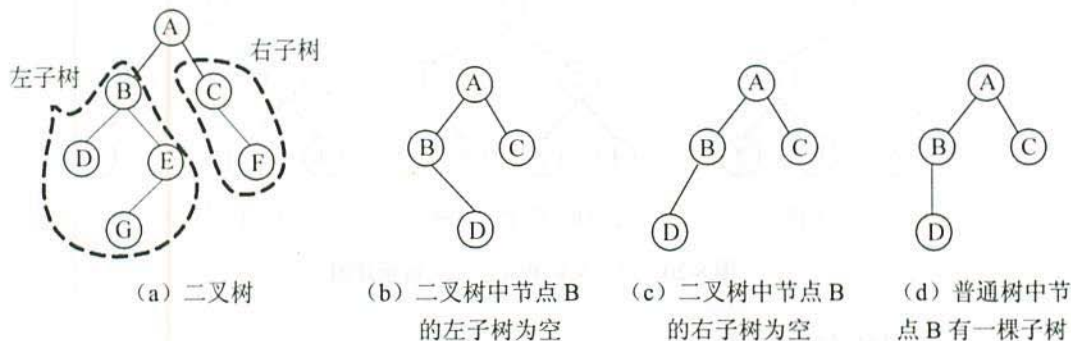 左子树
右子树
A
B
C
D
E
F
G
(a) 二叉树
A
B
C
D
(b) 二叉树中节点 B
的左子树为空
A
B
C
D
(c) 二叉树中节点 B
的右子树为空
A
B
C
D
(d) 普通树中节
点 B 有一棵子树